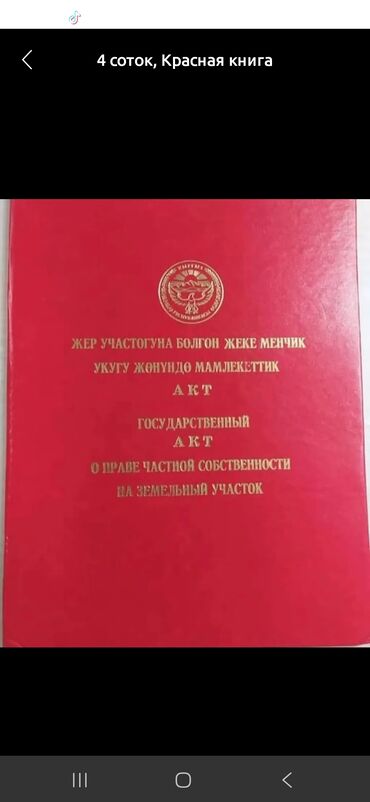 4 соток, Красная книга
ЖЕР УЧАСТОГУНА БОЛГОН ЖЕКЕ МЕНЧИК
УКУГУ ЖӨНҮНДӨ МАМЛЕКЕТТИК
АКТ
ГОСУДАРСТВЕННЫЙ
АКТ
О ПРАВЕ ЧАСТНОЙ СОБСТВЕННОСТИ
НА ЗЕМЕЛЬНЫЙ УЧАСТОК